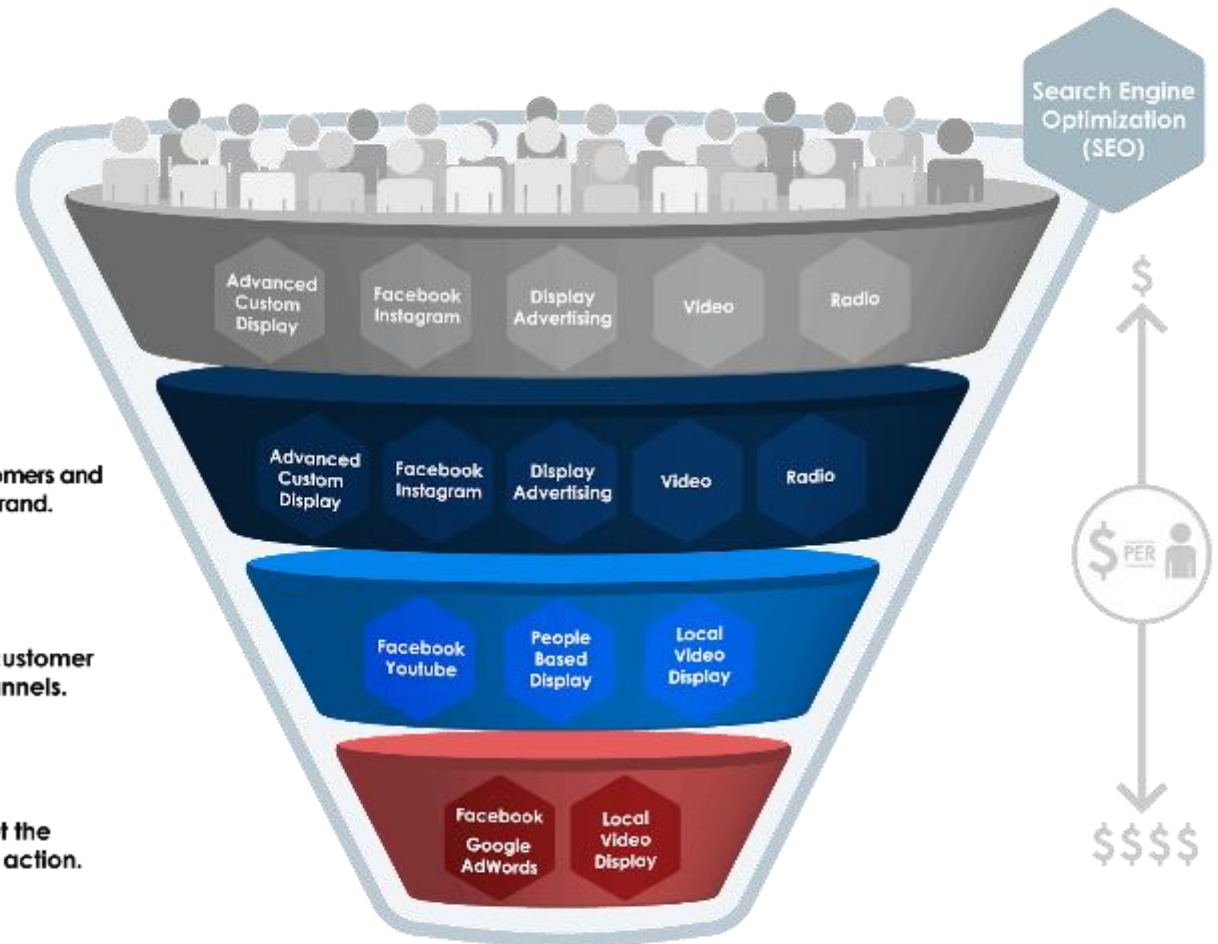 Search Engine
Optimization
(SEO)
Advanced
Custom
Display
Facebook
Instagram
Display
Advertising
Video
Radio
$
Advanced
Custom
Display
Facebook
Instagram
Display
Advertising
Video
Radio
omers and
rand.
$ PER
Facebook
Youtube
People
Based
Display
Local
Video
Display
ustomer
nnels.
Facebook
Google
AdWords
Local
Video
Display
t the
action.
$$$$